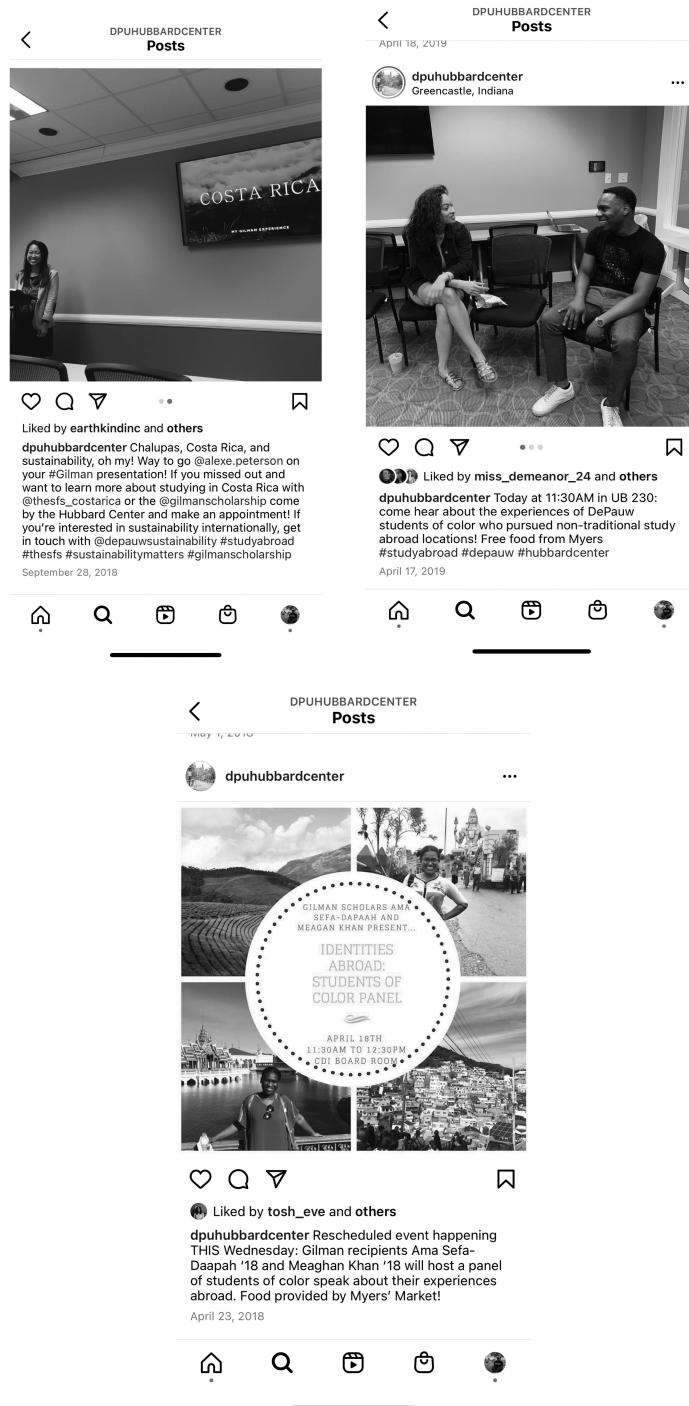 DPUHUBBARDCENTER
Posts
COSTA RICA
MY GILMAN EXPERIENCE
Liked by earthkindinc and others
dpuhubbardcenter Chalupas, Costa Rica, and
sustainability, oh my! Way to go @alexe.peterson on
your #Gilman presentation! If you missed out and
want to learn more about studying in Costa Rica with
@thesfs_costarica or the @gilmanscholarship come
by the Hubbard Center and make an appointment! If
you're interested in sustainability internationally, get
in touch with @depauwsustainability #studyabroad
#thesfs #sustainabilitymatters #gilmanscholarship
September 28, 2018
DPUHUBBARDCENTER
Posts
April 18, 2019
dpuhubbardcenter
Greencastle, Indiana
Liked by miss_demeanor_24 and others
dpuhubbardcenter Today at 11:30AM in UB 230:
come hear about the experiences of DePauw
students of color who pursued non-traditional study
abroad locations! Free food from Myers
#studyabroad #depauw #hubbardcenter
April 17, 2019
DPUHUBBARDCENTER
Posts
May 1, 2018
dpuhubbardcenter
GILMAN SCHOLARS AMA
SEFA-DAPAAH AND
MEAGAN KHAN PRESENT...
IDENTITIES
ABROAD:
STUDENTS OF
COLOR PANEL
APRIL 18TH
11:30AM TO 12:30PM
CDI BOARD ROOM
Liked by tosh_eve and others
dpuhubbardcenter Rescheduled event happening
THIS Wednesday: Gilman recipients Ama Sefa-
Daapah '18 and Meaghan Khan '18 will host a panel
of students of color speak about their experiences
abroad. Food provided by Myers' Market!
April 23, 2018